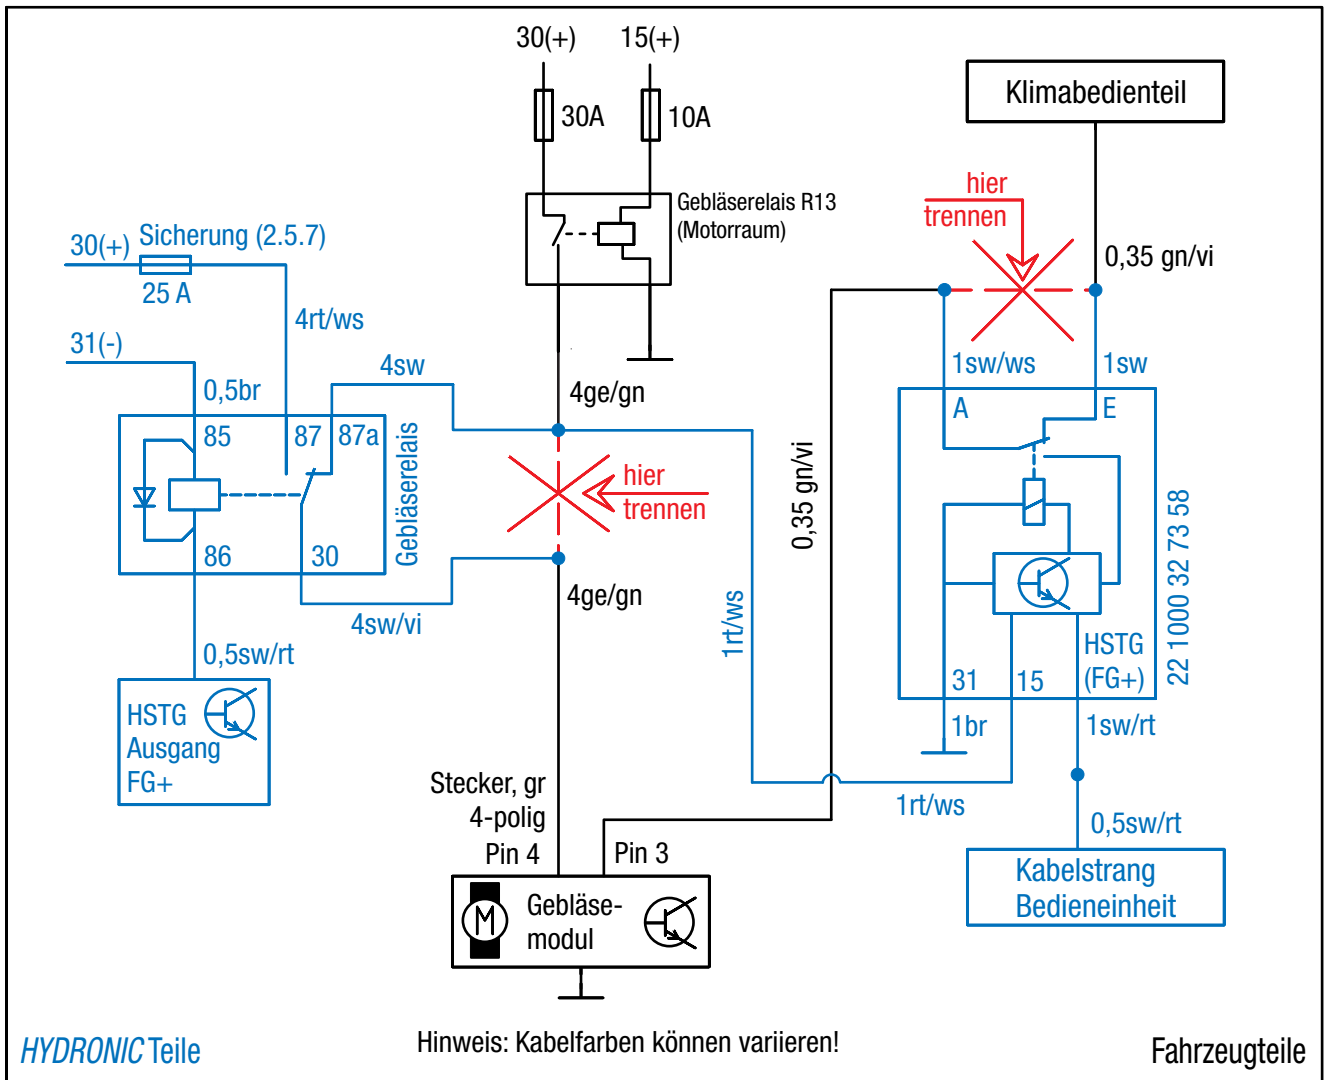 30(+)
15(+)
30A
10A
Klimabedienteil
Gebläserelais R13
(Motorraum)
hier
trennen
0,35 gn/vi
30(+)
Sicherung (2.5.7)
25 A
4rt/ws
31(-)
0,5br
4sw
4ge/gn
1sw/ws
1sw
85
87
87a
Gebläserelais
86
30
hier
trennen
0,35 gn/vi
A
E
4ge/gn
4sw/vi
1rt/ws
22 1000 32 73 58
HSTG
(FG+)
31
15
0,5sw/rt
HSTG
Ausgang
FG+
1br
1sw/rt
Stecker, gr
4-polig
Pin 4
Pin 3
1rt/ws
0,5sw/rt
M
Gebläse-
modul
Kabelstrang
Bedieneinheit
HYDRONIC Teile
Hinweis: Kabelfarben können variieren!
Fahrzeugteile